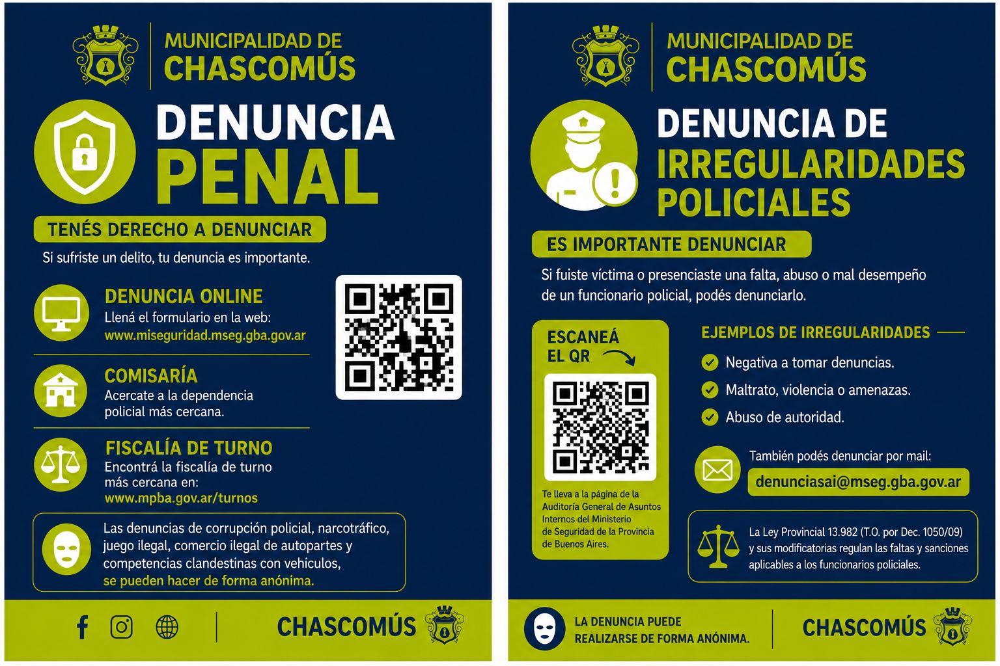 MUNICIPALIDAD DE
CHASCOMÚS
DENUNCIA
PENAL
TENÉS DERECHO A DENUNCIAR
Si sufriste un delito, tu denuncia es importante.
DENUNCIA ONLINE
Llená el formulario en la web:
www.miseguridad.mseg.gba.gov.ar
COMISARÍA
Acercate a la dependencia
policial más cercana.
FISCALÍA DE TURNO
Encontrá la fiscalía de turno
más cercana en:
www.mpba.gov.ar/turnos
Las denuncias de corrupción policial, narcotráfico,
juego ilegal, comercio ilegal de autopartes y
competencias clandestinas con vehículos,
se pueden hacer de forma anónima.
CHASCOMÚS
MUNICIPALIDAD DE
CHASCOMÚS
DENUNCIA DE
IRREGULARIDADES
POLICIALES
ES IMPORTANTE DENUNCIAR
Si fuiste víctima o presenciaste una falta, abuso o mal desempeño
de un funcionario policial, podés denunciarlo.
ESCANEÁ
EL QR
Te lleva a la página de la
Auditoría General de Asuntos
Internos del Ministerio
de Seguridad de la Provincia
de Buenos Aires.
EJEMPLOS DE IRREGULARIDADES
Negativa a tomar denuncias.
Maltrato, violencia o amenazas.
Abuso de autoridad.
También podés denunciar por mail:
denunciasai@mseg.gba.gov.ar
La Ley Provincial 13.982 (T.O. por Dec. 1050/09)
y sus modificatorias regulan las faltas y sanciones
aplicables a los funcionarios policiales.
LA DENUNCIA PUEDE
REALIZARSE DE FORMA ANÓNIMA.
CHASCOMÚS